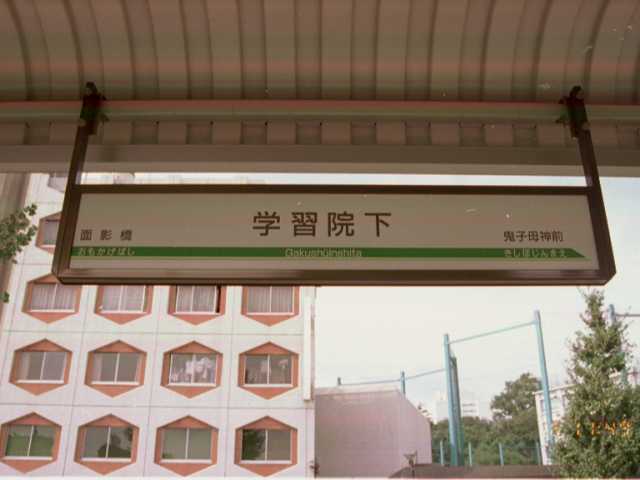 学習院下
面影橋
鬼子母神前
おもかげばし
Gakushūinshita
きしぼじんまえ